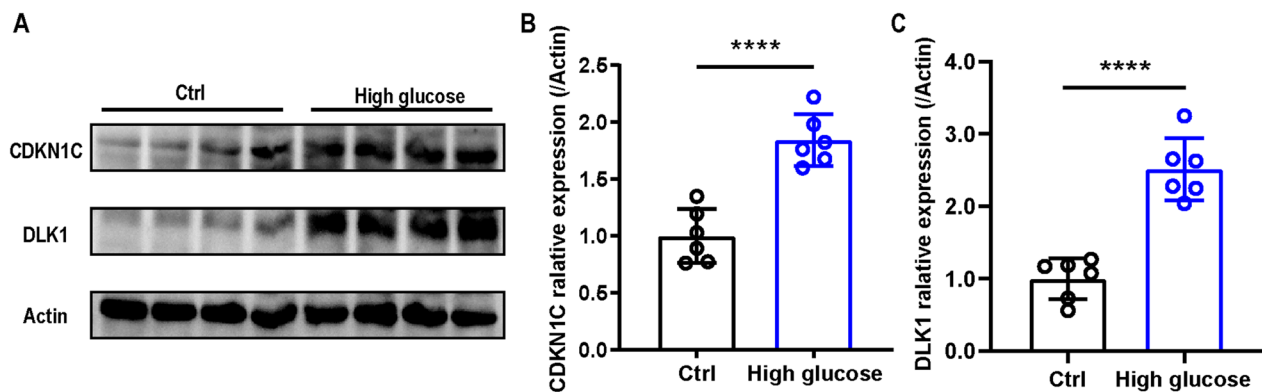 A
Ctrl
High glucose
CDKN1C
DLK1
Actin
B
CDKN1C ralative expression (/Actin)
****
2.5
2.0
1.5
1.0
0.5
0.0
Ctrl
High glucose
C
DLK1 ralative expression (/Actin)
****
4.0
3.0
2.0
1.0
0.0
Ctrl
High glucose